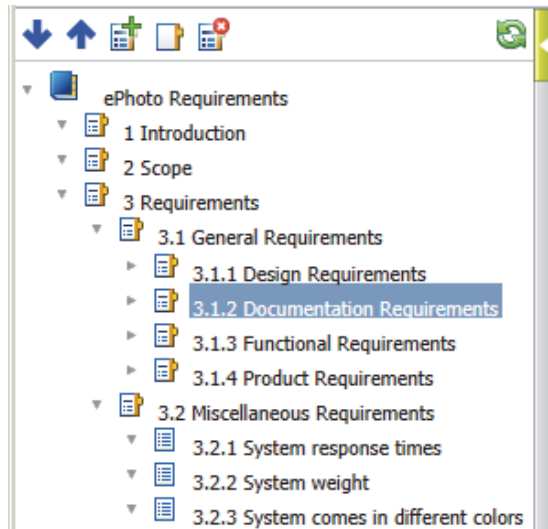 ePhoto Requirements
1 Introduction
2 Scope
3 Requirements
3.1 General Requirements
3.1.1 Design Requirements
3.1.2 Documentation Requirements
3.1.3 Functional Requirements
3.1.4 Product Requirements
3.2 Miscellaneous Requirements
3.2.1 System response times
3.2.2 System weight
3.2.3 System comes in different colors